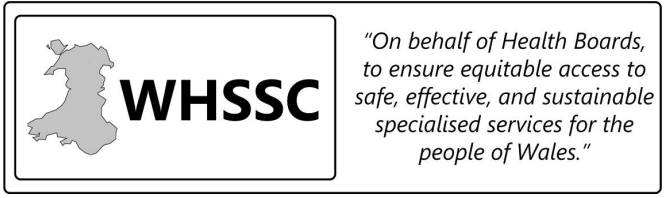 WHSSC
“On behalf of Health Boards,
to ensure equitable access to
safe, effective, and sustainable
specialised services for the
people of Wales.”